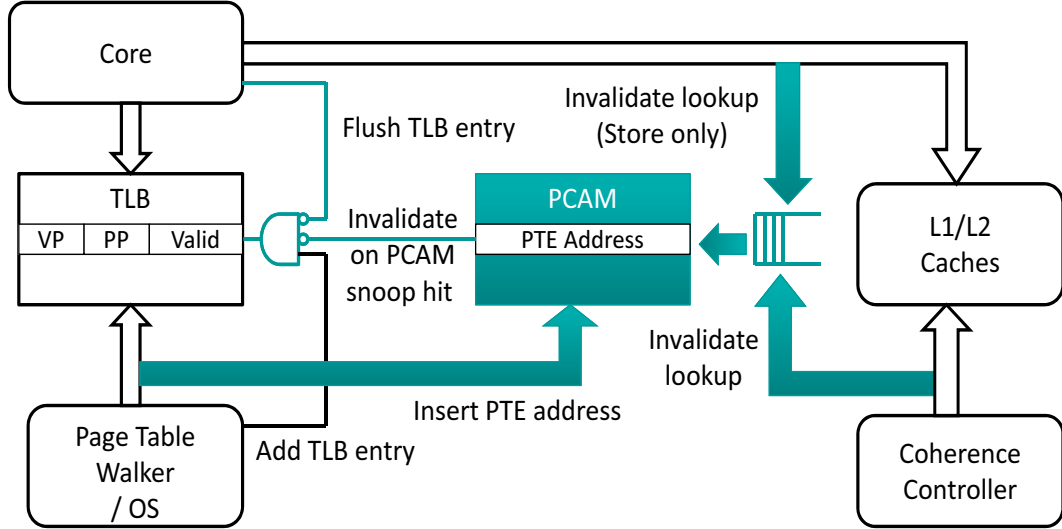 Core
Invalidate lookup
(Store only)
Flush TLB entry
TLB
VP PP Valid
Invalidate
on PCAM
snoop hit
PCAM
PTE Address
L1/L2
Caches
Invalidate
lookup
Insert PTE address
Add TLB entry
Page Table
Walker
/ OS
Coherence
Controller